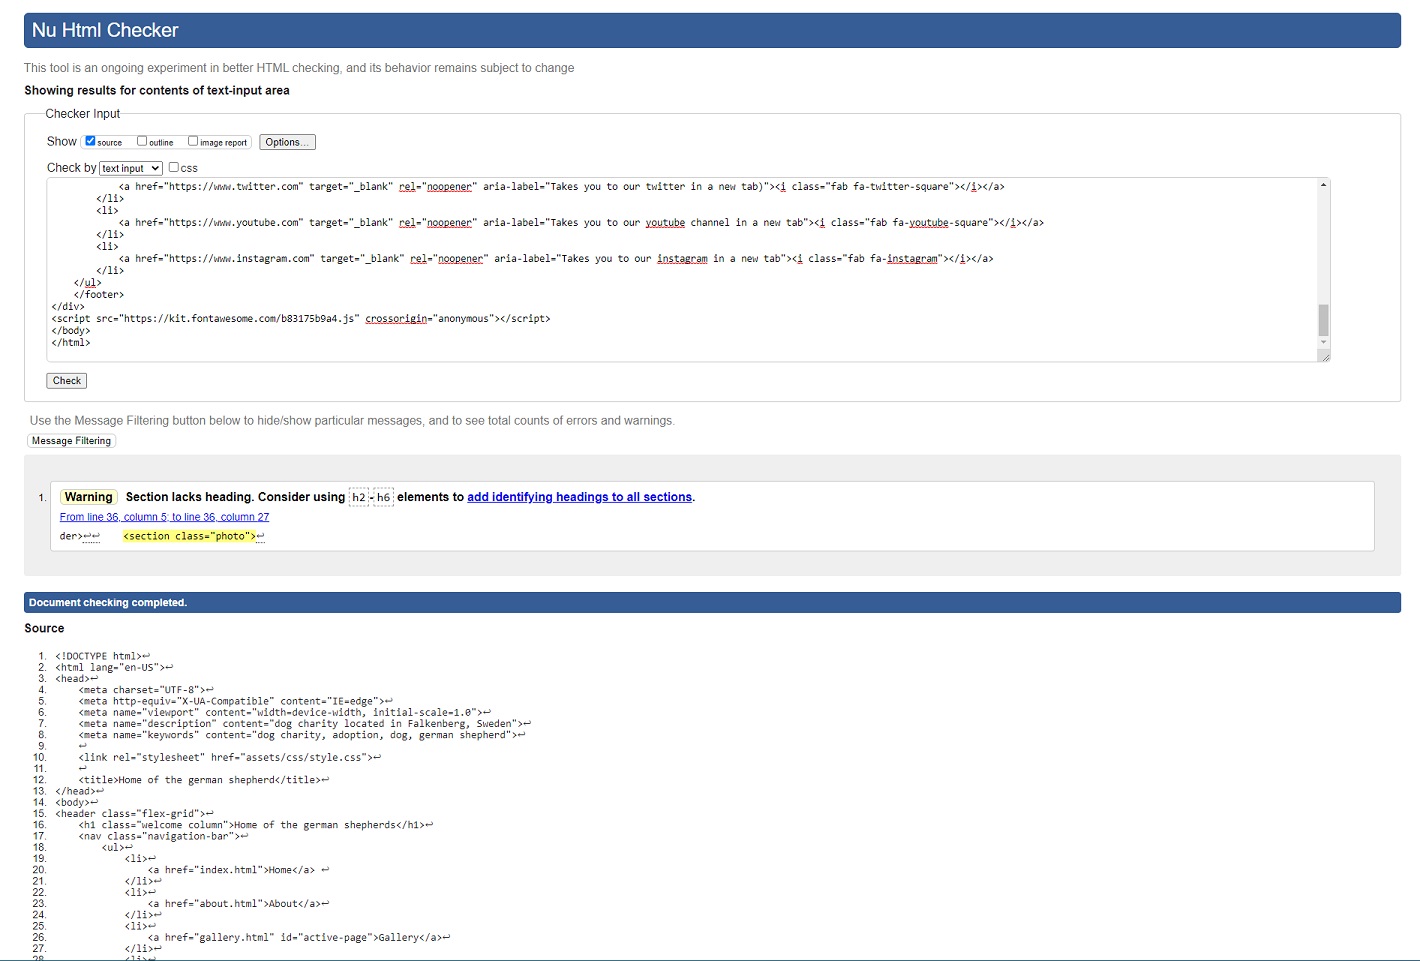 Nu Html Checker
This tool is an ongoing experiment in better HTML checking, and its behavior remains subject to change
Showing results for contents of text-input area
Checker Input
Show source outline image report Options...
Check by text input css
<a href="https://www.twitter.com" target="_blank" rel="noopener" aria-label="Takes you to our twitter in a new tab)"><i class="fab fa-twitter-square"></i></a>
</li>
<li>
<a href="https://www.youtube.com" target="_blank" rel="noopener" aria-label="Takes you to our youtube channel in a new tab"><i class="fab fa-youtube-square"></i></a>
</li>
<li>
<a href="https://www.instagram.com" target="_blank" rel="noopener" aria-label="Takes you to our instagram in a new tab"><i class="fab fa-instagram"></i></a>
</li>
</ul>
</footer>
</div>
<script src="https://kit.fontawesome.com/b83175b9a4.js" crossorigin="anonymous"></script>
</body>
</html>
Check
Use the Message Filtering button below to hide/show particular messages, and to see total counts of errors and warnings.
Message Filtering
1. Warning Section lacks heading. Consider using h2-h6 elements to add identifying headings to all sections.
From line 36, column 5; to line 36, column 27
der>↩↩ <section class="photo">↩
Document checking completed.
Source
1. <!DOCTYPE html>↩
2. <html lang="en-US">↩
3. <head>↩
4. <meta charset="UTF-8">↩
5. <meta http-equiv="X-UA-Compatible" content="IE=edge">↩
6. <meta name="viewport" content="width=device-width, initial-scale=1.0">↩
7. <meta name="description" content="dog charity located in Falkenberg, Sweden">↩
8. <meta name="keywords" content="dog charity, adoption, dog, german shepherd">↩
9. ↩
10. <link rel="stylesheet" href="assets/css/style.css">↩
11. ↩
12. <title>Home of the german shepherd</title>↩
13. </head>↩
14. <body>↩
15. <header class="flex-grid">↩
16. <h1 class="welcome column">Home of the german shepherds</h1>↩
17. <nav class="navigation-bar">↩
18. <ul>↩
19. <li>↩
20. <a href="index.html">Home</a> ↩
21. </li>↩
22. <li>↩
23. <a href="about.html">About</a>↩
24. </li>↩
25. <li>↩
26. <a href="gallery.html" id="active-page">Gallery</a>↩
27. </li>↩
28. <li>↩